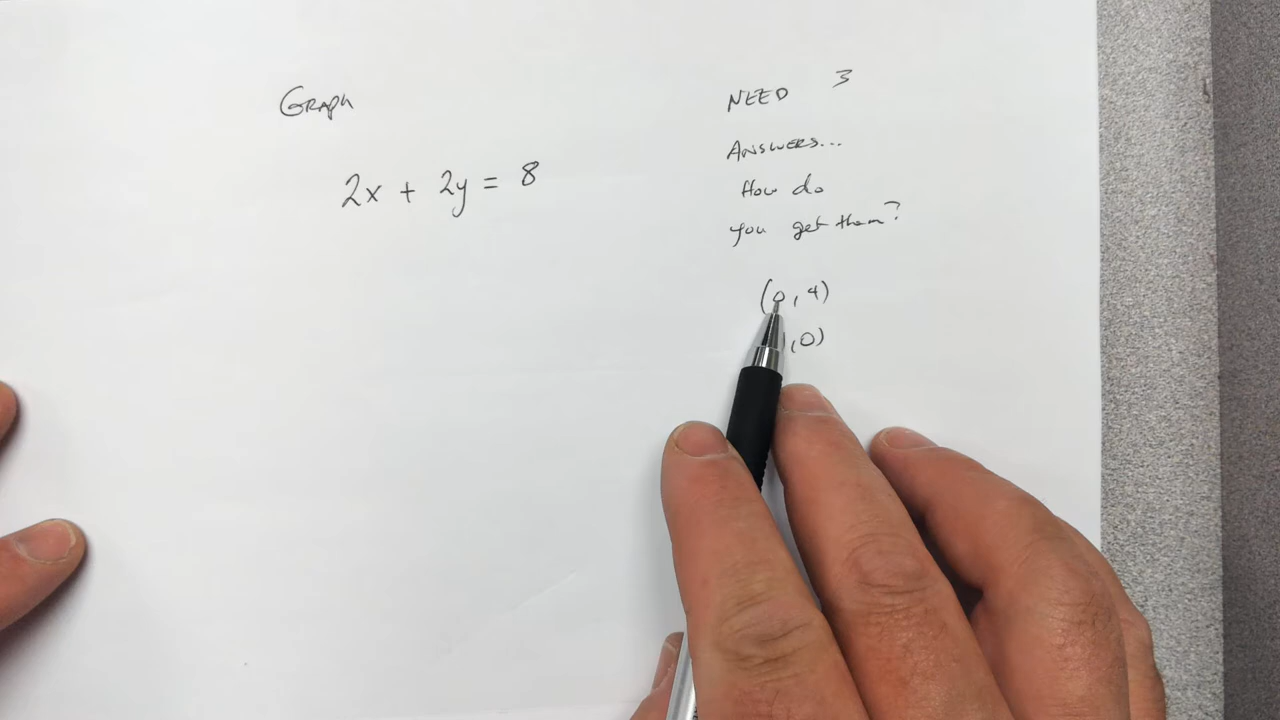 GRAPH
2x + 2y = 8
NEED 3
ANSWERS...
How do
you get them?
(0,4)
,0)